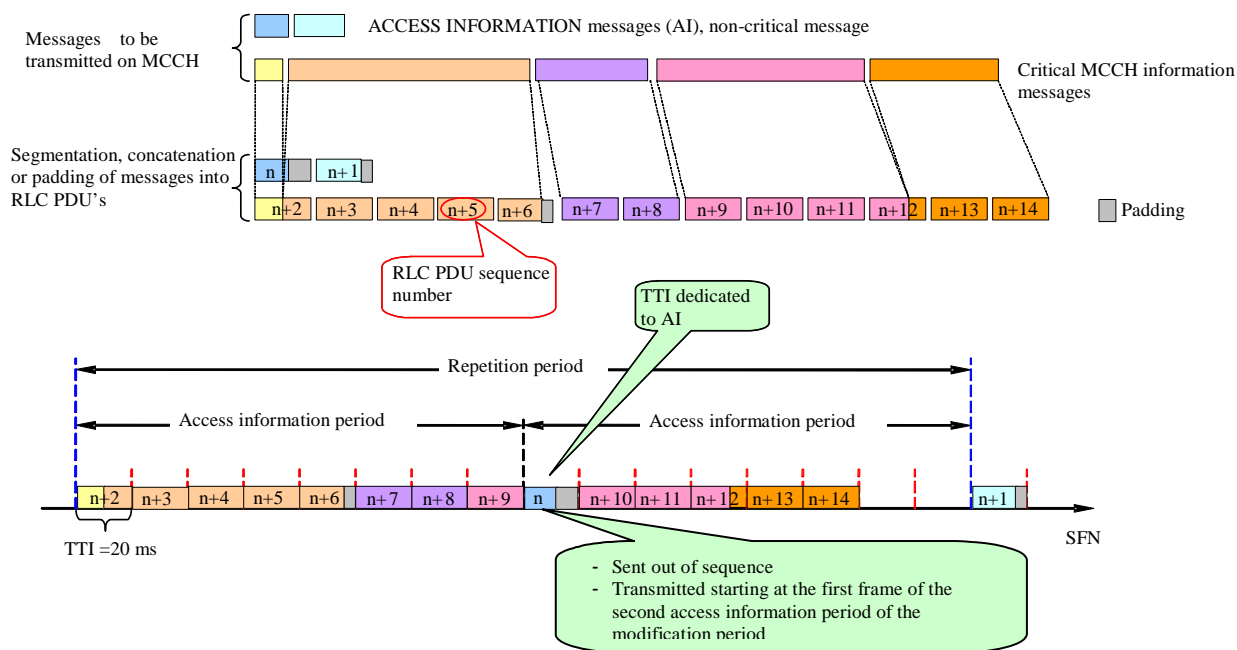 ACCESS INFORMATION messages (AI), non-critical message
Messages to be
transmitted on MCCH
Critical MCCH information
messages
Segmentation, concatenation
or padding of messages into
RLC PDU's
n
n+1
n+2
n+3
n+4
n+5
n+6
n+7
n+8
n+9
n+10
n+11
n+12
n+13
n+14
Padding
RLC PDU sequence
number
TTI dedicated
to AI
Repetition period
Access information period
Access information period
n+2
n+3
n+4
n+5
n+6
n+7
n+8
n+9
n
n+10
n+11
n+12
n+13
n+14
n+1
TTI =20 ms
SFN
- Sent out of sequence
- Transmitted starting at the first frame of the
second access information period of the
modification period